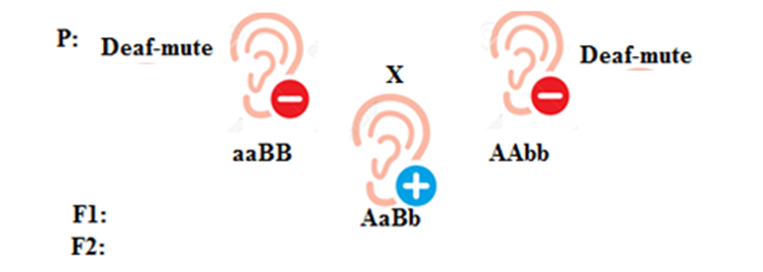 P: Deaf-mute Deaf-mute
X
aaBB AAbb
F1: AaBb
F2: